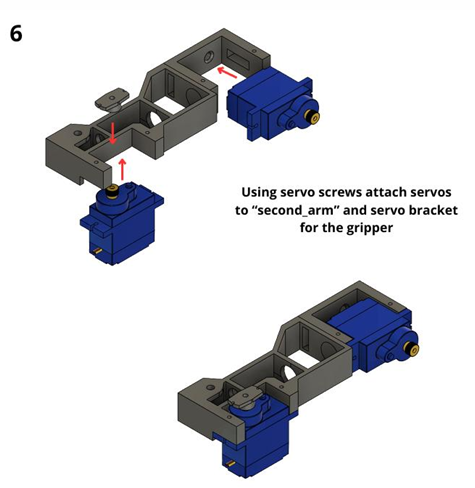 6
Using servo screws attach servos
to “second_arm” and servo bracket
for the gripper